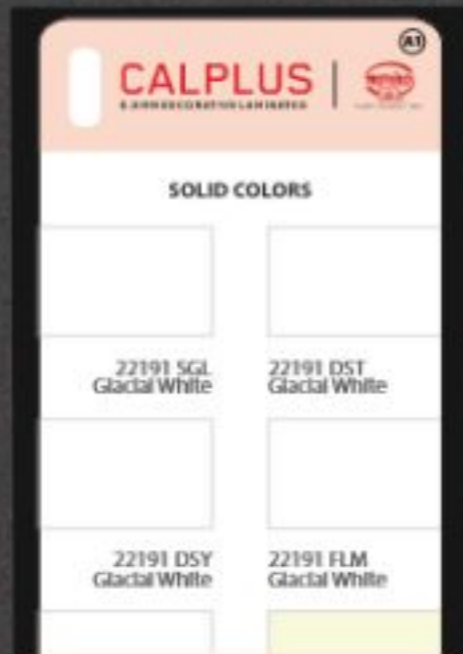 A1
CALPLUS
SOLID COLORS
22191 SGL
Glacial White
22191 DST
Glacial White
22191 DSY
Glacial White
22191 FLM
Glacial White